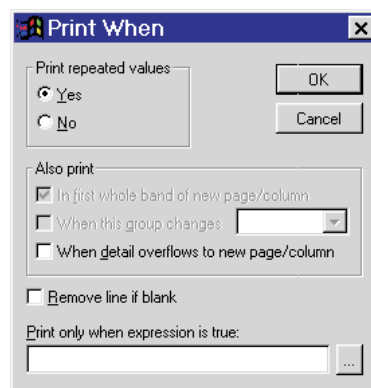 Print When
Print repeated values
Yes
No
OK
Cancel
Also print
In first whole band of new page/column
When this group changes
When detail overflows to new page/column
Remove line if blank
Print only when expression is true:
...